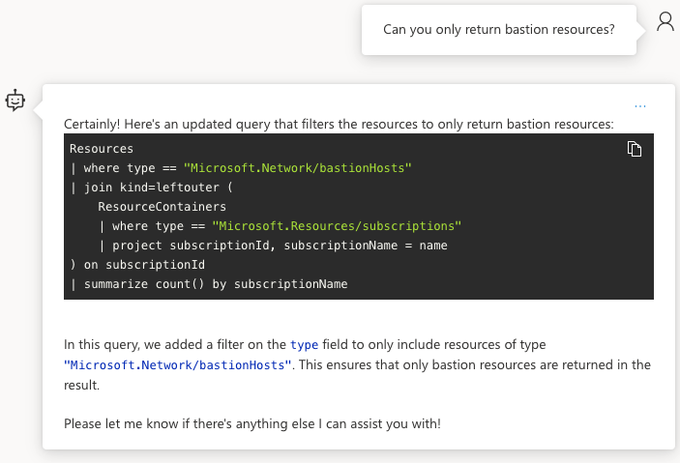 Can you only return bastion resources?
...
Certainly! Here's an updated query that filters the resources to only return bastion resources:
Resources
| where type == "Microsoft.Network/bastionHosts"
| join kind=leftouter (
    ResourceContainers
    | where type == "Microsoft.Resources/subscriptions"
    | project subscriptionId, subscriptionName = name
) on subscriptionId
| summarize count() by subscriptionName
In this query, we added a filter on the type field to only include resources of type
"Microsoft.Network/bastionHosts". This ensures that only bastion resources are returned in the
result.
Please let me know if there's anything else I can assist you with!